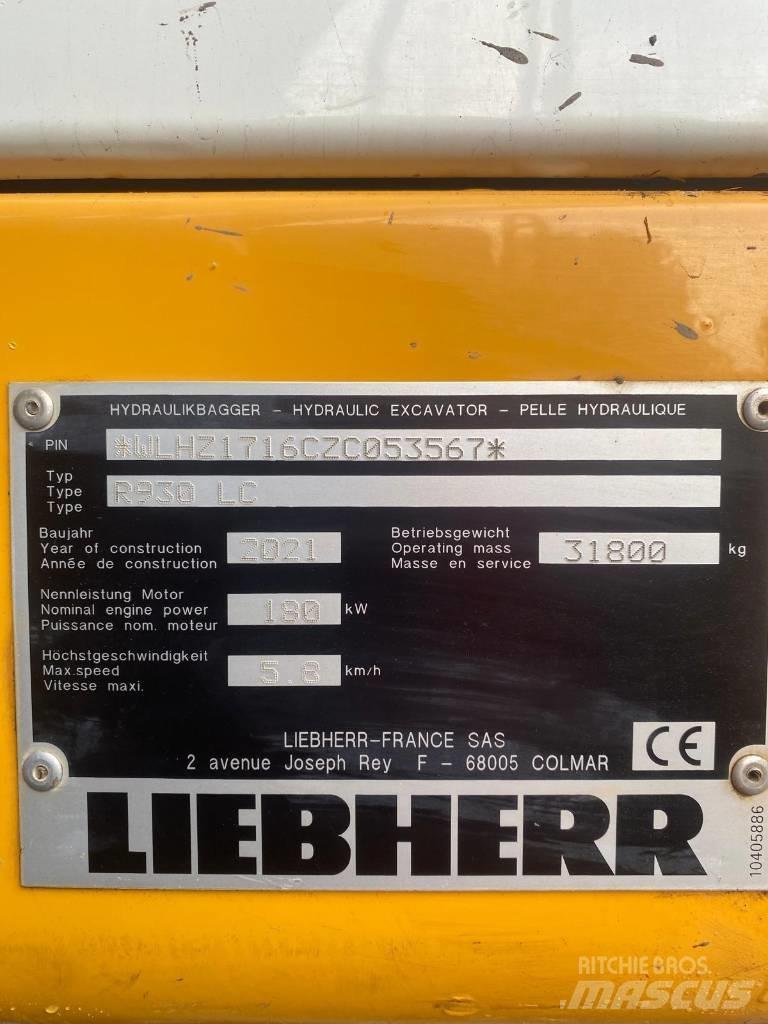 HYDRAULIKBAGGER - HYDRAULIC EXCAVATOR - PELLE HYDRAULIQUE
PIN *WLHZ1716CZC053567*
Typ
Type R930 LC
Type
Baujahr
Year of construction 2021
Année de construction
Betriebsgewicht
Operating mass 31800 kg
Masse en service
Nennleistung Motor
Nominal engine power 180 kW
Puissance nom. moteur
Höchstgeschwindigkeit
Max.speed 5.8 km/h
Vitesse maxi.
LIEBHERR-FRANCE SAS
2 avenue Joseph Rey F - 68005 COLMAR
CE
LIEBHERR
10405886
RITCHIE BROS.
MASCUS